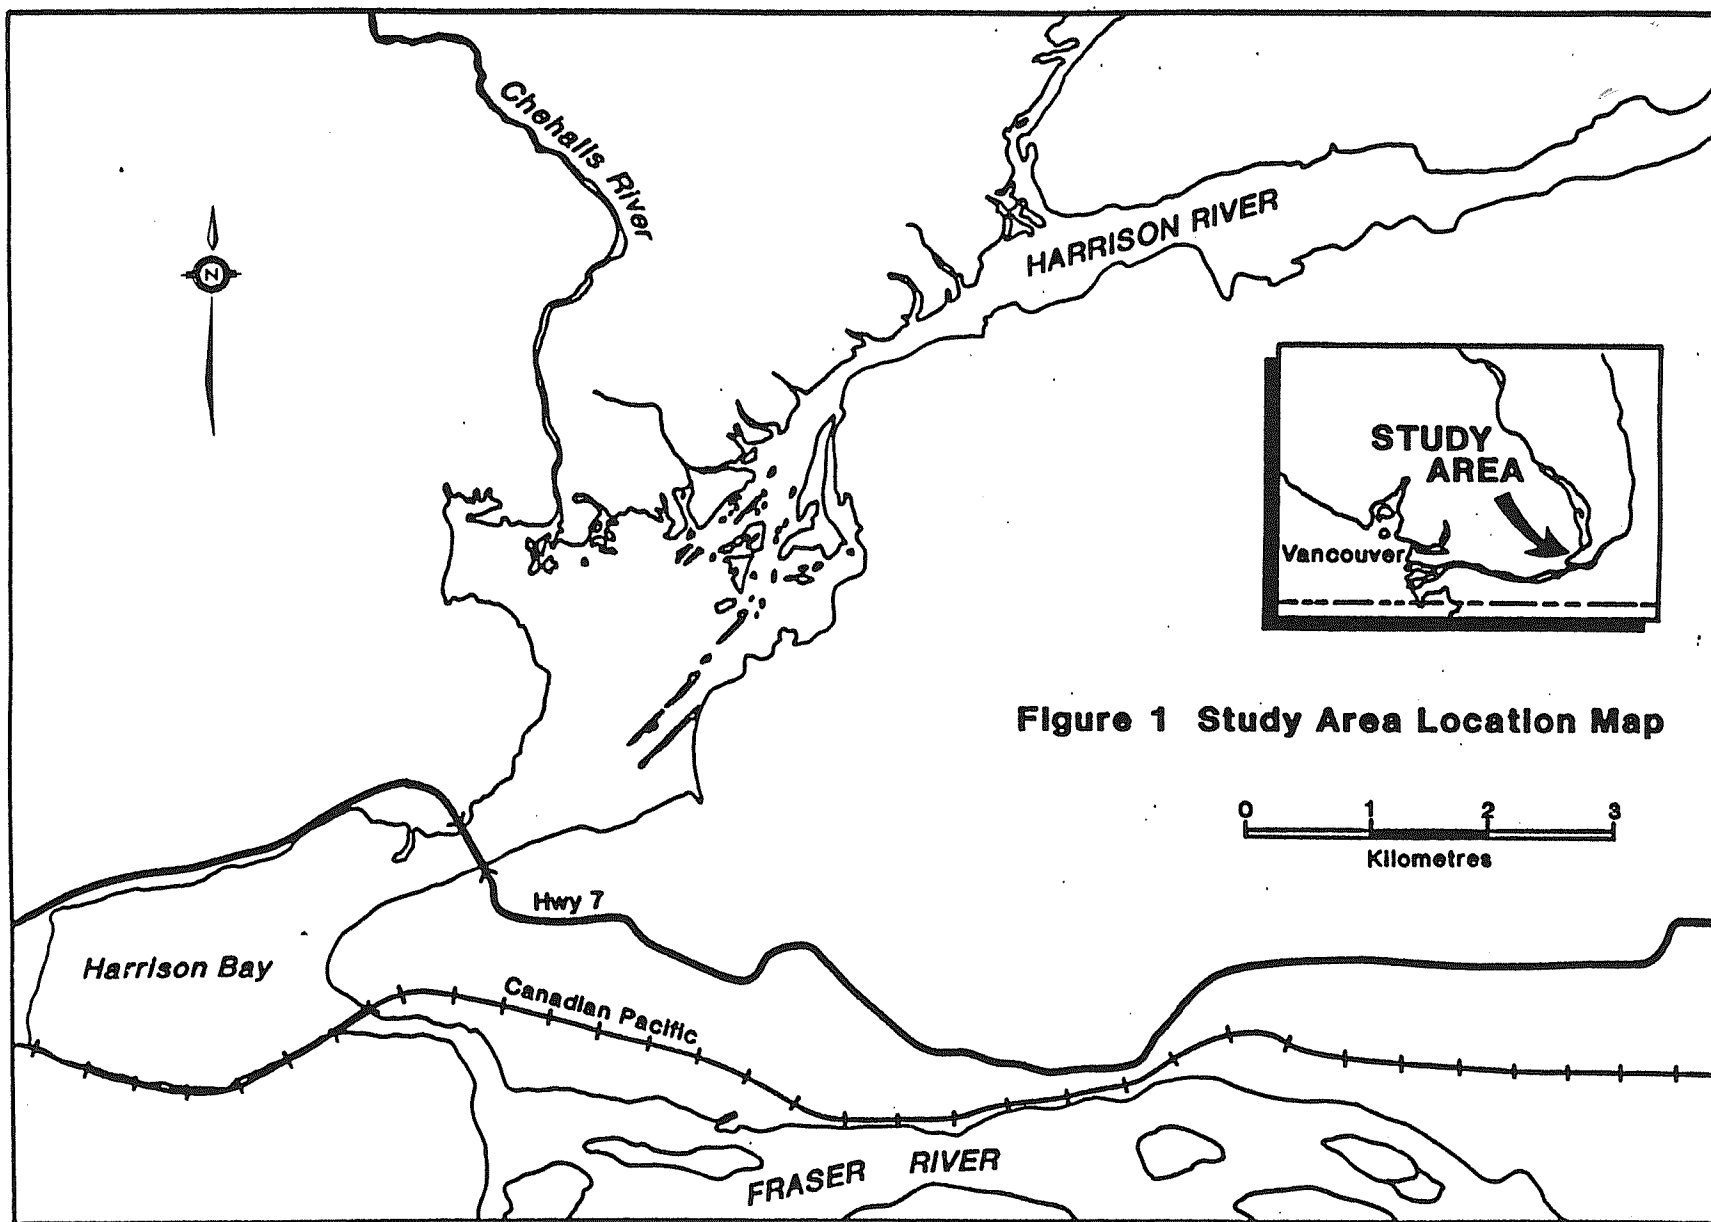 Chehalis River
HARRISON RIVER
N
STUDY
AREA
Vancouver
Figure 1 Study Area Location Map
0 1 2 3
Kilometres
Hwy 7
Harrison Bay
Canadian Pacific
FRASER RIVER